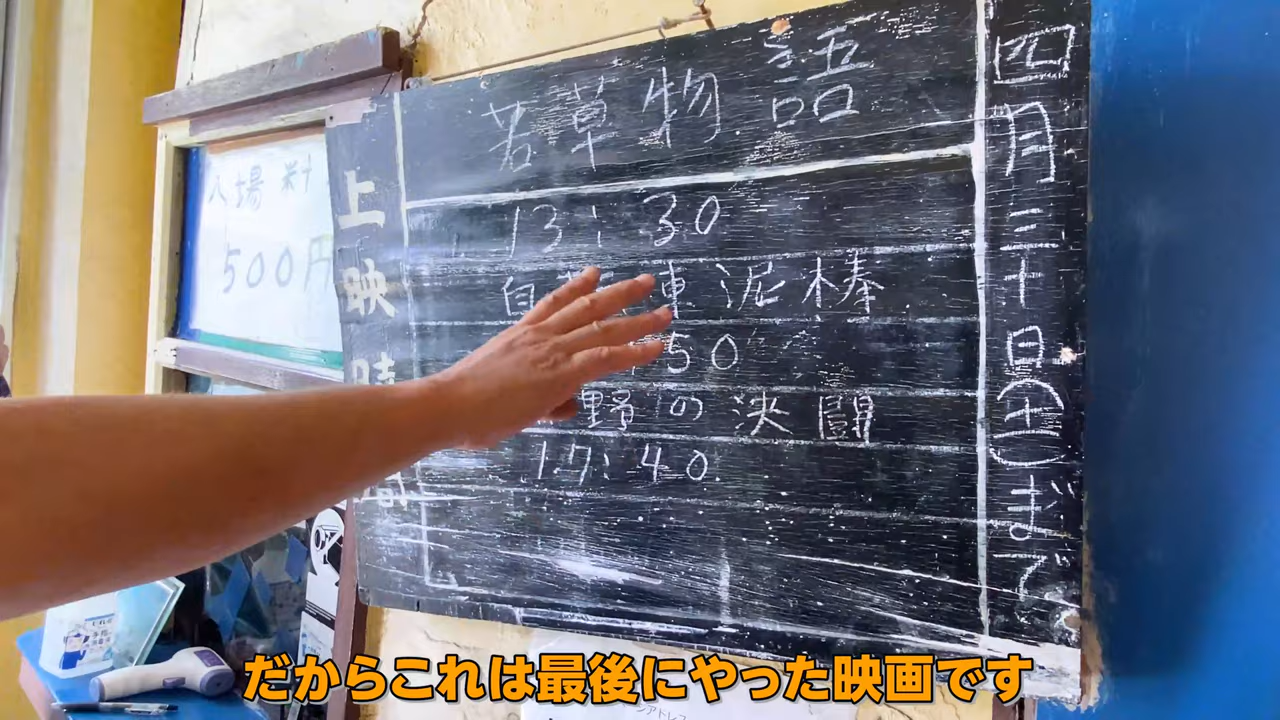 四月三十日(土)まで
若草物語
上映時間
13:30
自 車泥棒
50
野の決闘
17:40
入場料
500円
だからこれは最後にやった映画です